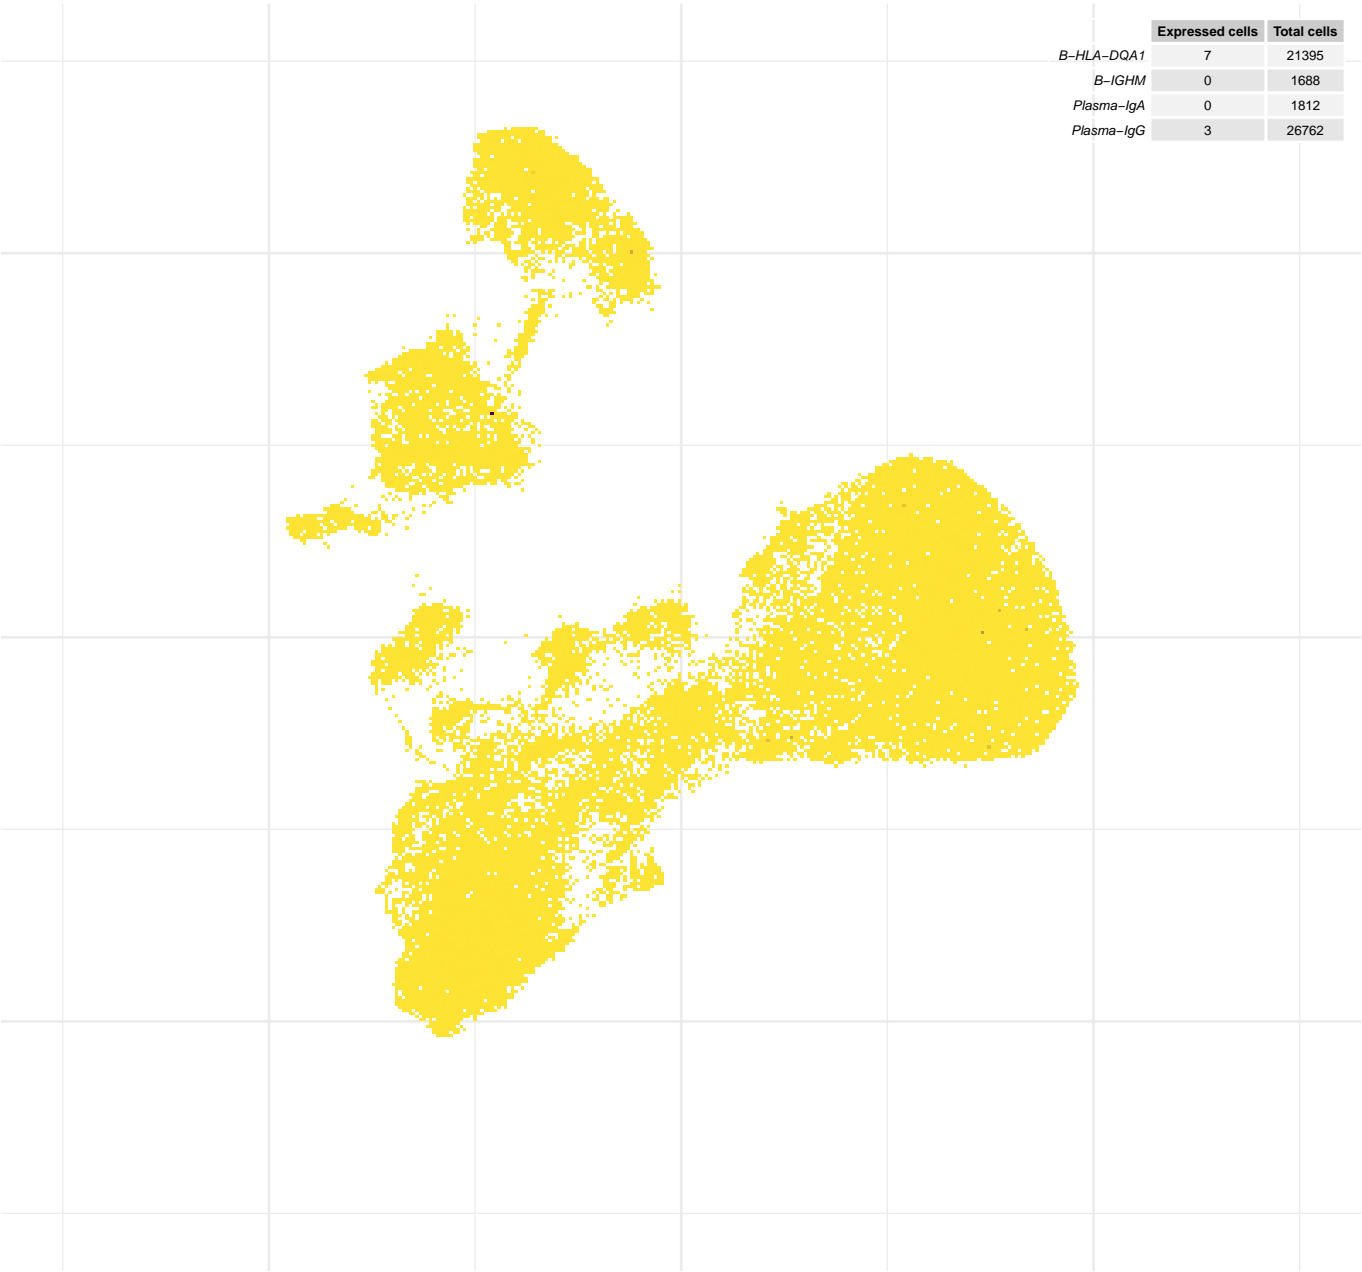 Expressed cells Total cells
B−HLA−DQA1 7 21395
B−IGHM 0 1688
Plasma−IgA 0 1812
Plasma−IgG 3 26762